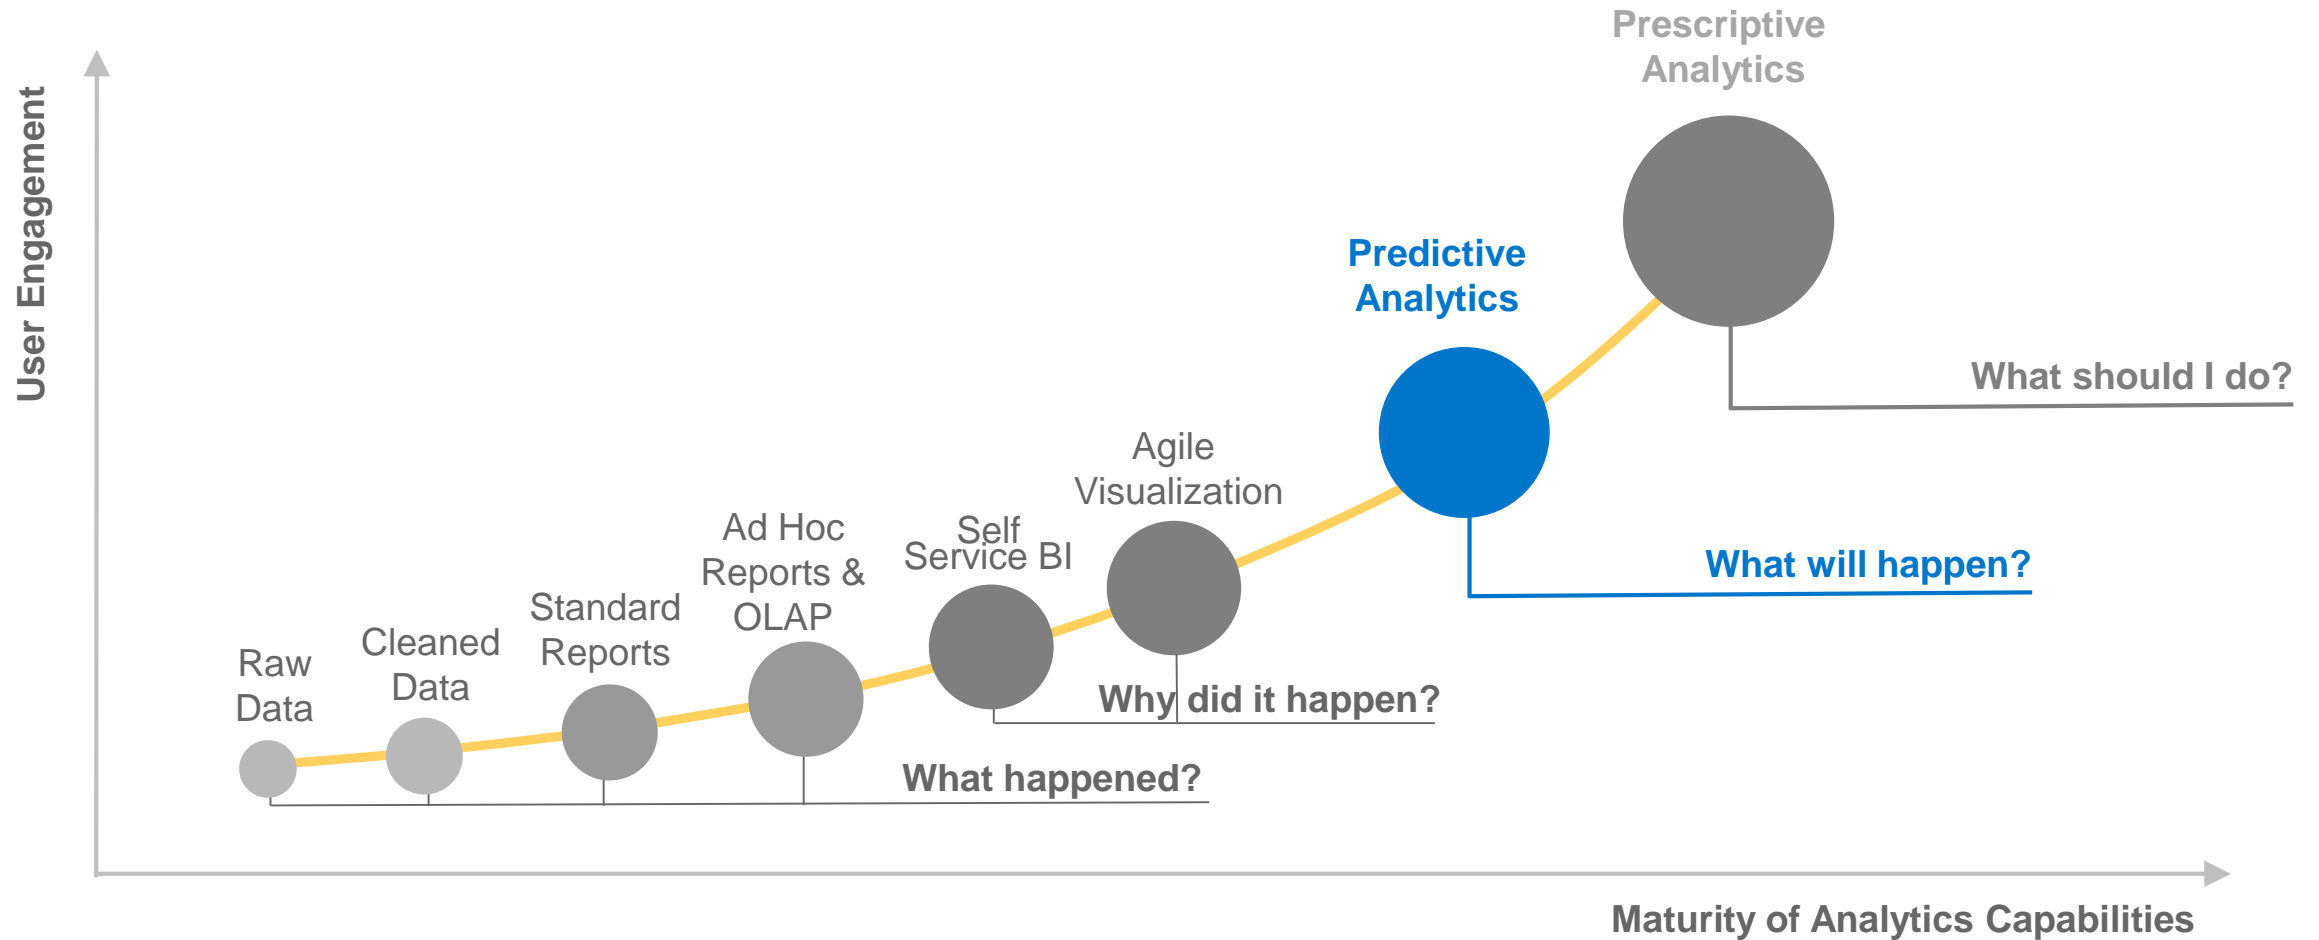 Prescriptive
Analytics
User Engagement
Predictive
Analytics
What should I do?
Agile
Visualization
Ad Hoc
Reports &
OLAP
Self
Service BI
What will happen?
Standard
Reports
Cleaned
Data
Raw
Data
Why did it happen?
What happened?
Maturity of Analytics Capabilities